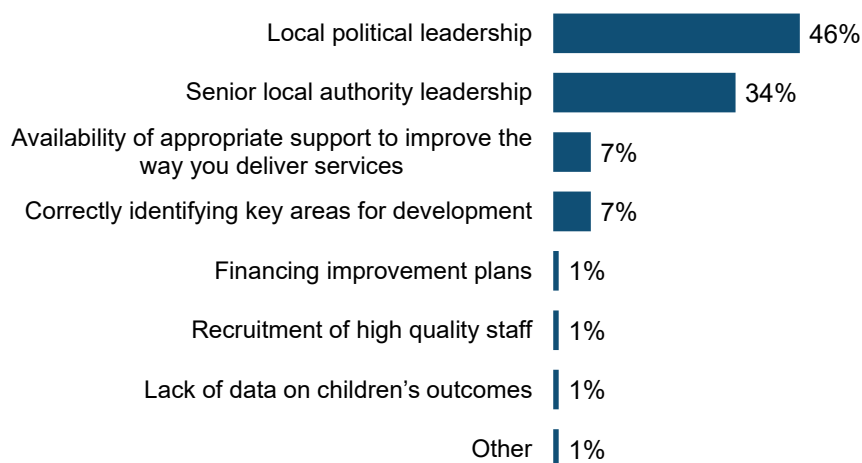 Local political leadership 46%
Senior local authority leadership 34%
Availability of appropriate support to improve the
way you deliver services 7%
Correctly identifying key areas for development 7%
Financing improvement plans 1%
Recruitment of high quality staff 1%
Lack of data on children’s outcomes 1%
Other 1%